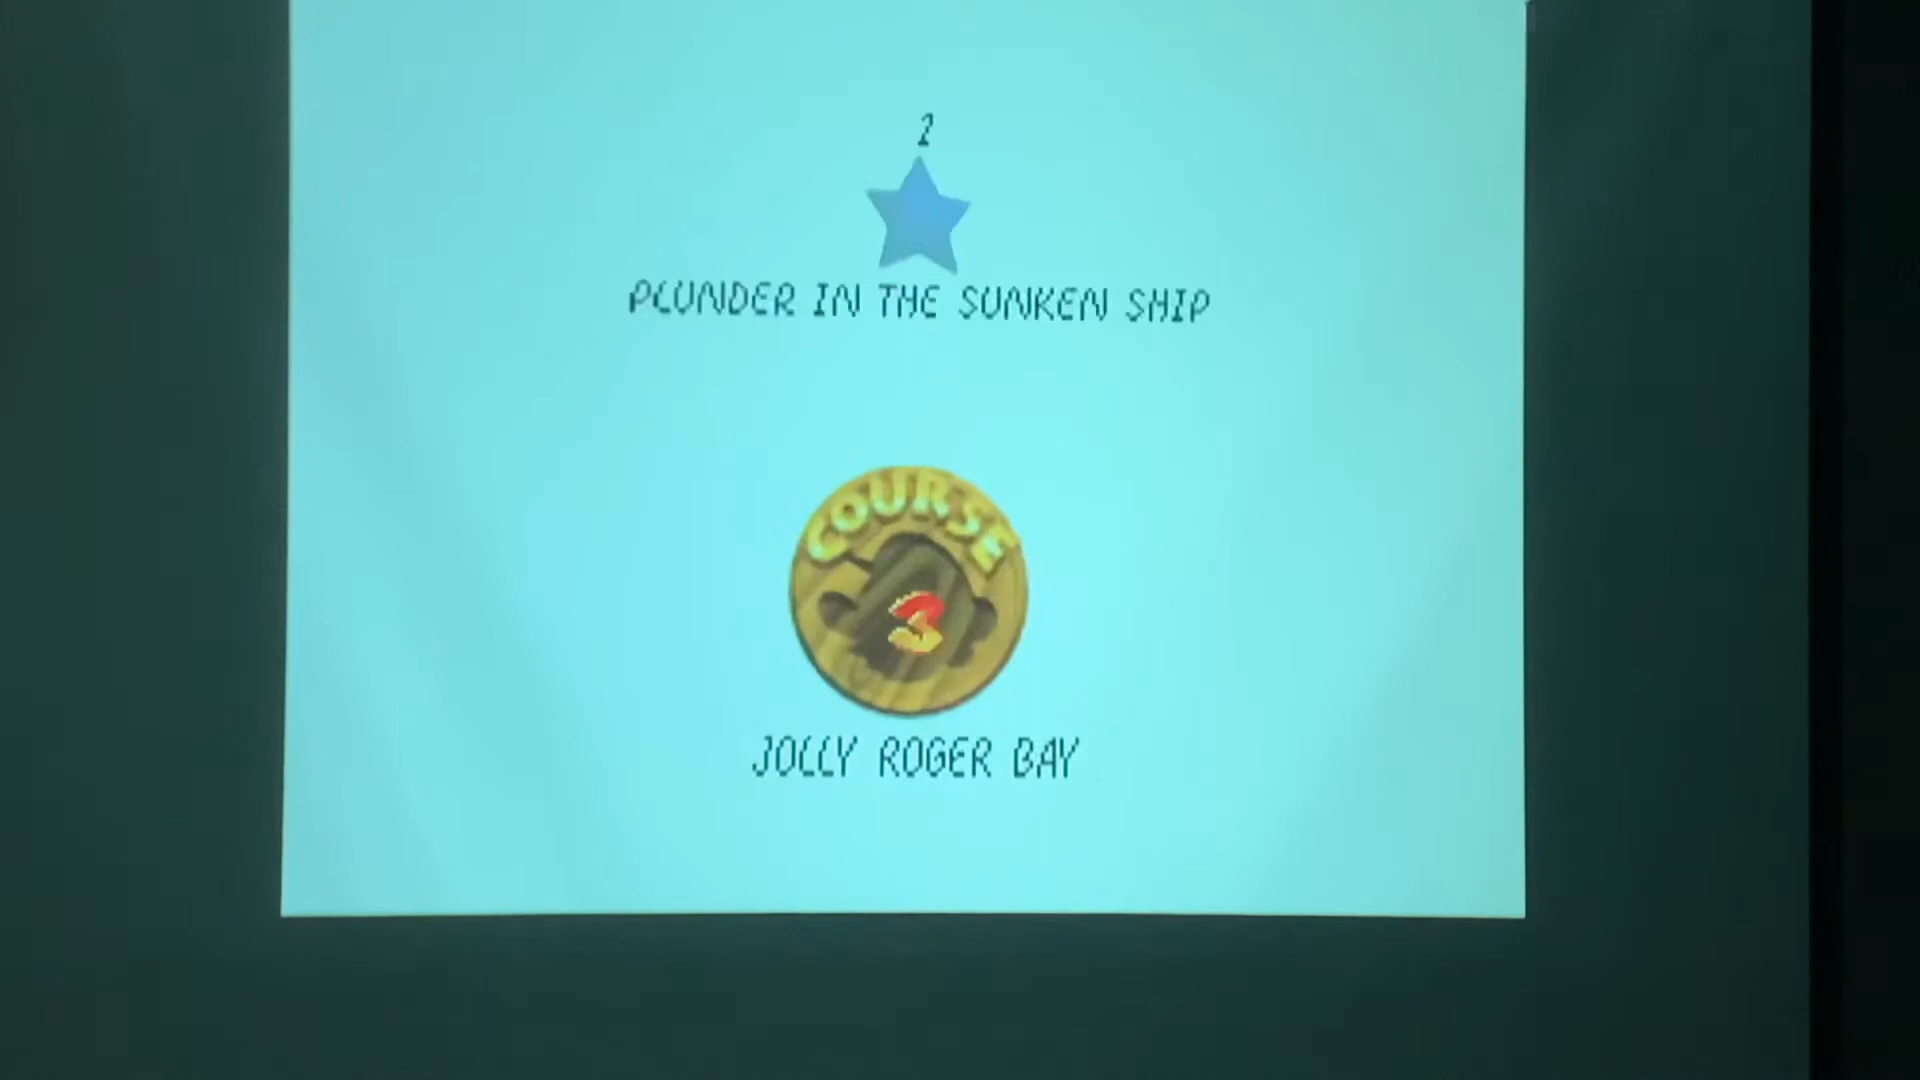 1
PLUNDER IN THE SUNKEN SHIP
COURSE
3
JOLLY ROGER BAY